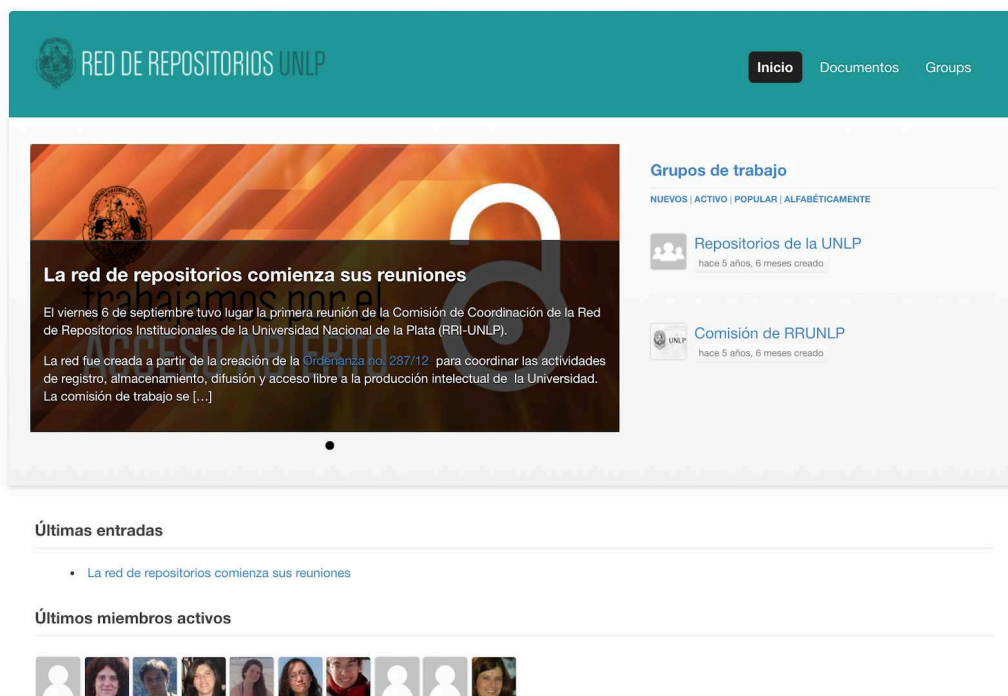 RED DE REPOSITORIOS UNLP
Inicio Documentos Groups
trabajamos por el
ACCESO ABIERTO
La red de repositorios comienza sus reuniones
El viernes 6 de septiembre tuvo lugar la primera reunión de la Comisión de Coordinación de la Red
de Repositorios Institucionales de la Universidad Nacional de la Plata (RRI-UNLP).
La red fue creada a partir de la creación de la Ordenanza no. 287/12 para coordinar las actividades
de registro, almacenamiento, difusión y acceso libre a la producción intelectual de la Universidad.
La comisión de trabajo se […]
Grupos de trabajo
NUEVOS | ACTIVO | POPULAR | ALFABÉTICAMENTE
Repositorios de la UNLP
hace 5 años, 6 meses creado
UNLP
Comisión de RRUNLP
hace 5 años, 6 meses creado
Últimas entradas
• La red de repositorios comienza sus reuniones
Últimos miembros activos